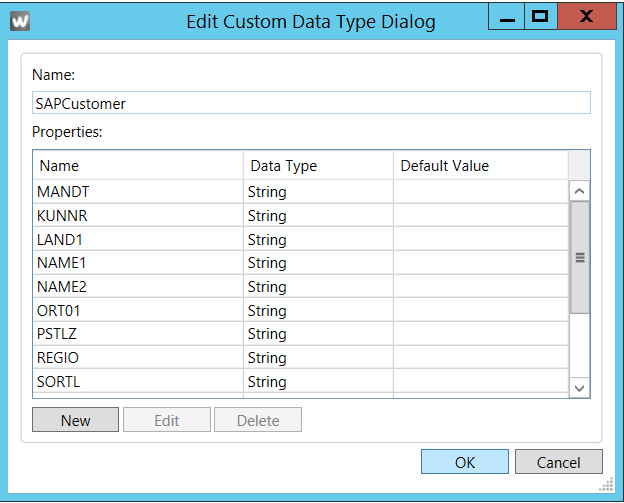 w Edit Custom Data Type Dialog X
Name:
SAPCustomer
Properties:
Name Data Type Default Value
MANDT String
KUNNR String
LAND1 String
NAME1 String
NAME2 String
ORT01 String
PSTLZ String
REGIO String
SORTL String
New Edit Delete
OK Cancel